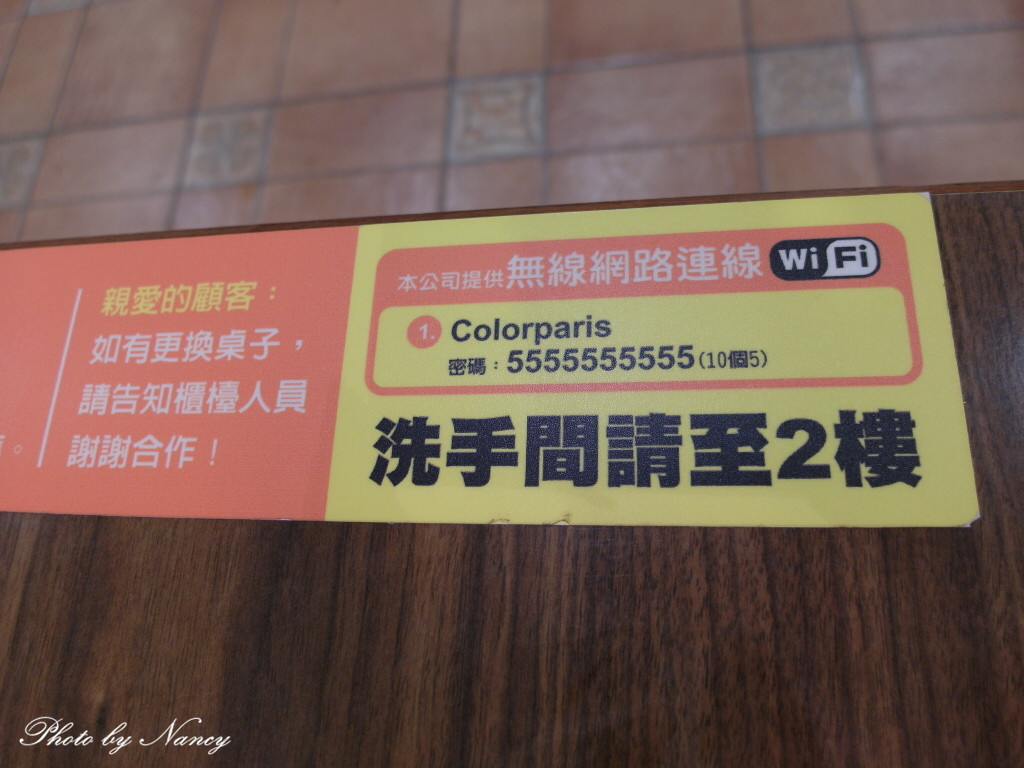 親愛的顧客：
如有更換桌子，
請告知櫃檯人員
謝謝合作！
本公司提供無線網路連線 WiFi
1. Colorparis
密碼：5555555555(10個5)
洗手間請至2樓
Photo by Nancy